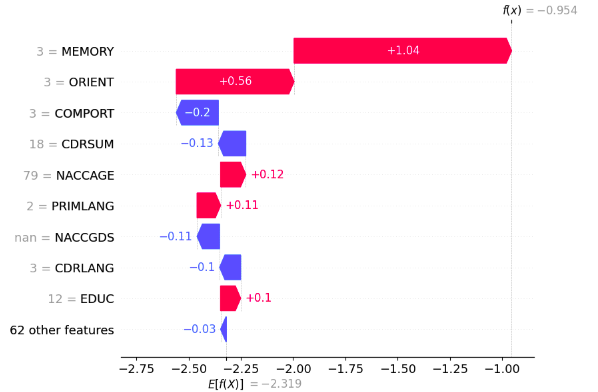 f(x) = −0.954
3 = MEMORY
+1.04
3 = ORIENT
+0.56
3 = COMPORT
−0.2
18 = CDRSUM
−0.13
79 = NACCAGE
+0.12
2 = PRIMLANG
+0.11
nan = NACCGDS
−0.11
3 = CDRLANG
−0.1
12 = EDUC
+0.1
62 other features
−0.03
−2.75 −2.50 −2.25 −2.00 −1.75 −1.50 −1.25 −1.00
E[f(X)] = −2.319